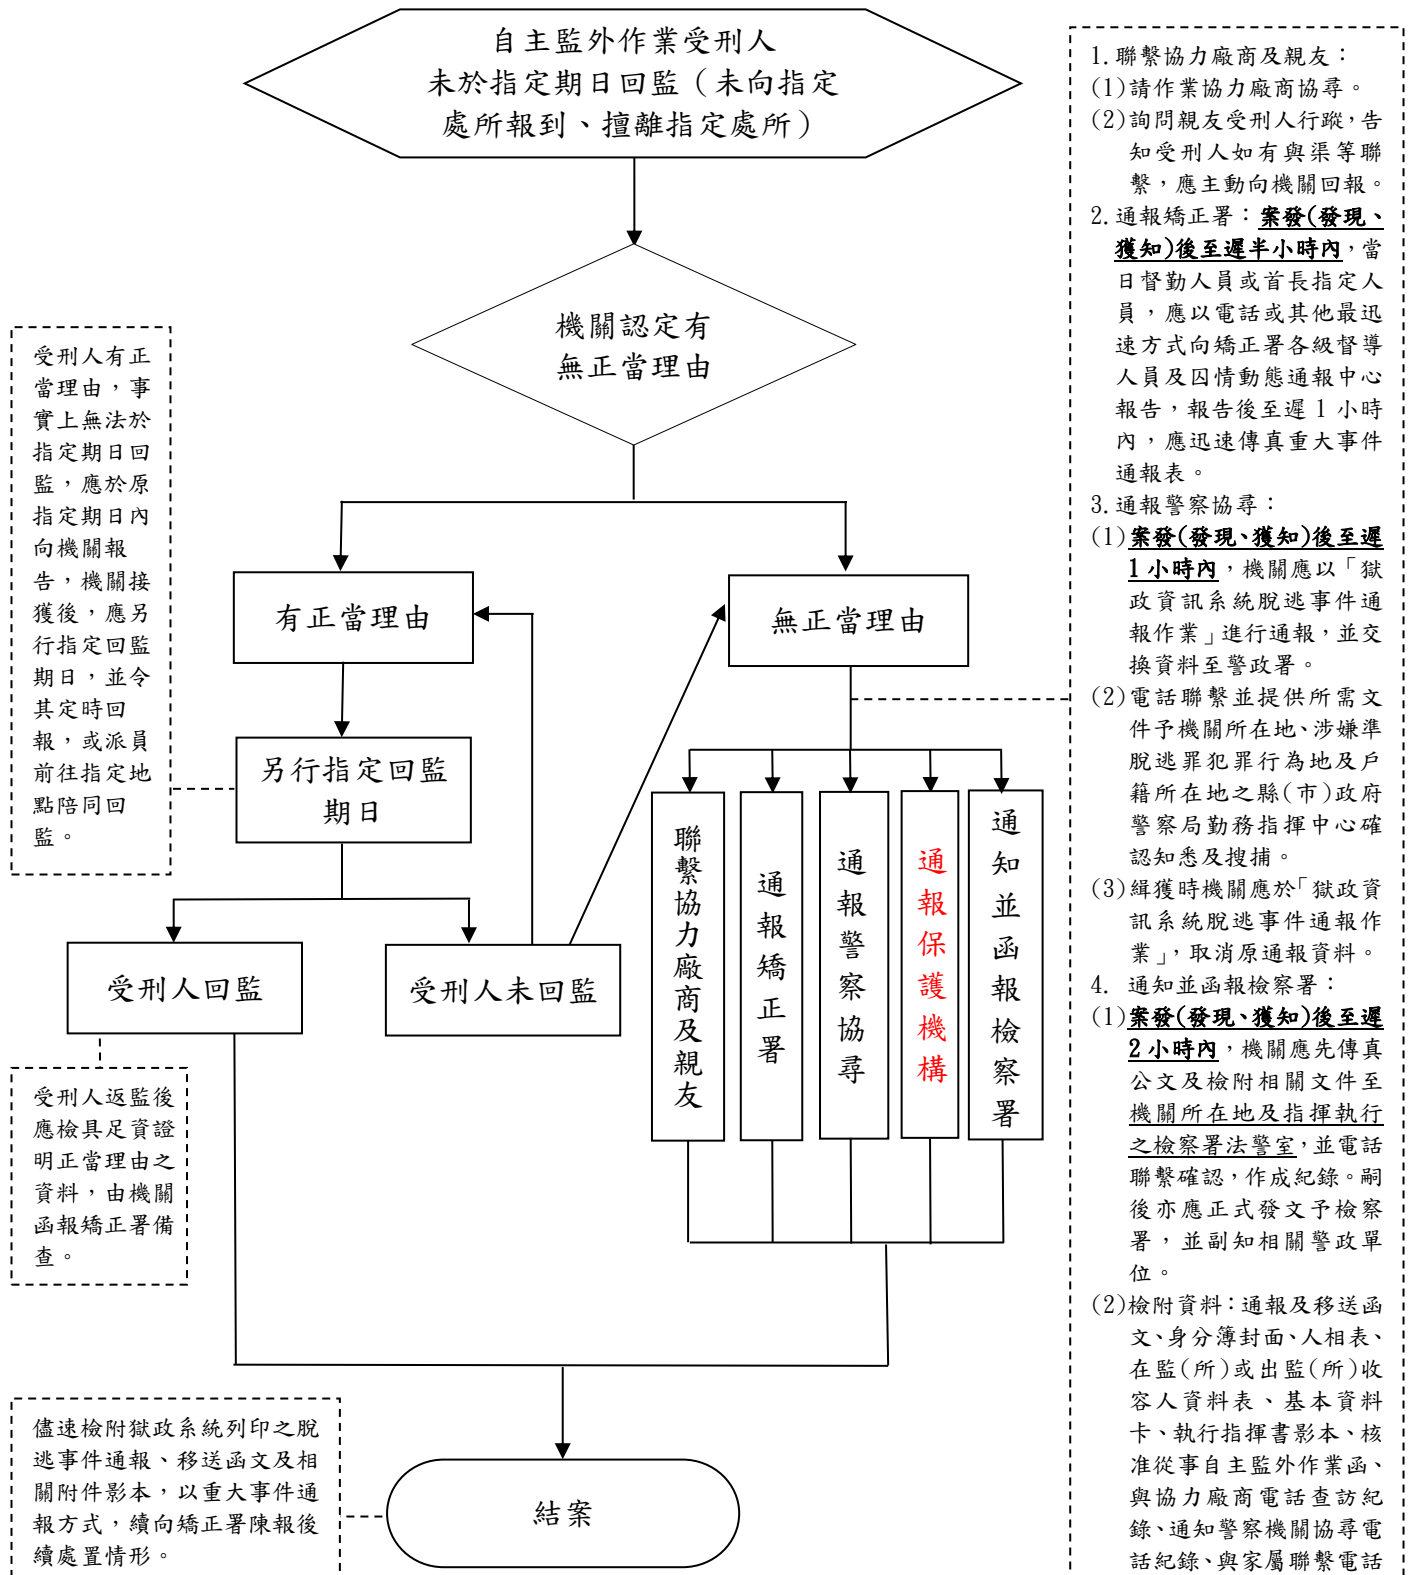 自主監外作業受刑人
未於指定期日回監（未向指定
處所報到、擅離指定處所）
機關認定有
無正當理由
受刑人有正
當理由，事
實上無法於
指定期日回
監，應於原
指定期日內
向機關報
告，機關接
獲後，應另
行指定回監
期日，並令
其定時回
報，或派員
前往指定地
點陪同回
監。
有正當理由
無正當理由
另行指定回監
期日
受刑人回監
受刑人未回監
聯繫協力廠商及親友
通報矯正署
通報警察協尋
通報保護機構
通知並函報檢察署
受刑人返監後
應檢具足資證
明正當理由之
資料，由機關
函報矯正署備
查。
儘速檢附獄政系統列印之脫
逃事件通報、移送函文及相
關附件影本，以重大事件通
報方式，續向矯正署陳報後
續處置情形。
結案
1.聯繫協力廠商及親友：
(1)請作業協力廠商協尋。
(2)詢問親友受刑人行蹤，告
知受刑人如有與渠等聯
繫，應主動向機關回報。
2.通報矯正署：案發(發現、
獲知)後至遲半小時內，當
日督勤人員或首長指定人
員，應以電話或其他最迅
速方式向矯正署各級督導
人員及囚情動態通報中心
報告，報告後至遲 1 小時
內，應迅速傳真重大事件
通報表。
3.通報警察協尋：
(1)案發(發現、獲知)後至遲
1 小時內，機關應以「獄
政資訊系統脫逃事件通
報作業」進行通報，並交
換資料至警政署。
(2)電話聯繫並提供所需文
件予機關所在地、涉嫌準
脫逃罪犯罪行為地及戶
籍所在地之縣(市)政府
警察局勤務指揮中心確
認知悉及搜捕。
(3)緝獲時機關應於「獄政資
訊系統脫逃事件通報作
業」，取消原通報資料。
4. 通知並函報檢察署：
(1)案發(發現、獲知)後至遲
2 小時內，機關應先傳真
公文及檢附相關文件至
機關所在地及指揮執行
之檢察署法警室，並電話
聯繫確認，作成紀錄。嗣
後亦應正式發文予檢察
署，並副知相關警政單
位。
(2)檢附資料：通報及移送函
文、身分簿封面、人相表、
在監(所)或出監(所)收
容人資料表、基本資料
卡、執行指揮書影本、核
准從事自主監外作業函、
與協力廠商電話查訪紀
錄、通知警察機關協尋電
話紀錄、與家屬聯繫電話